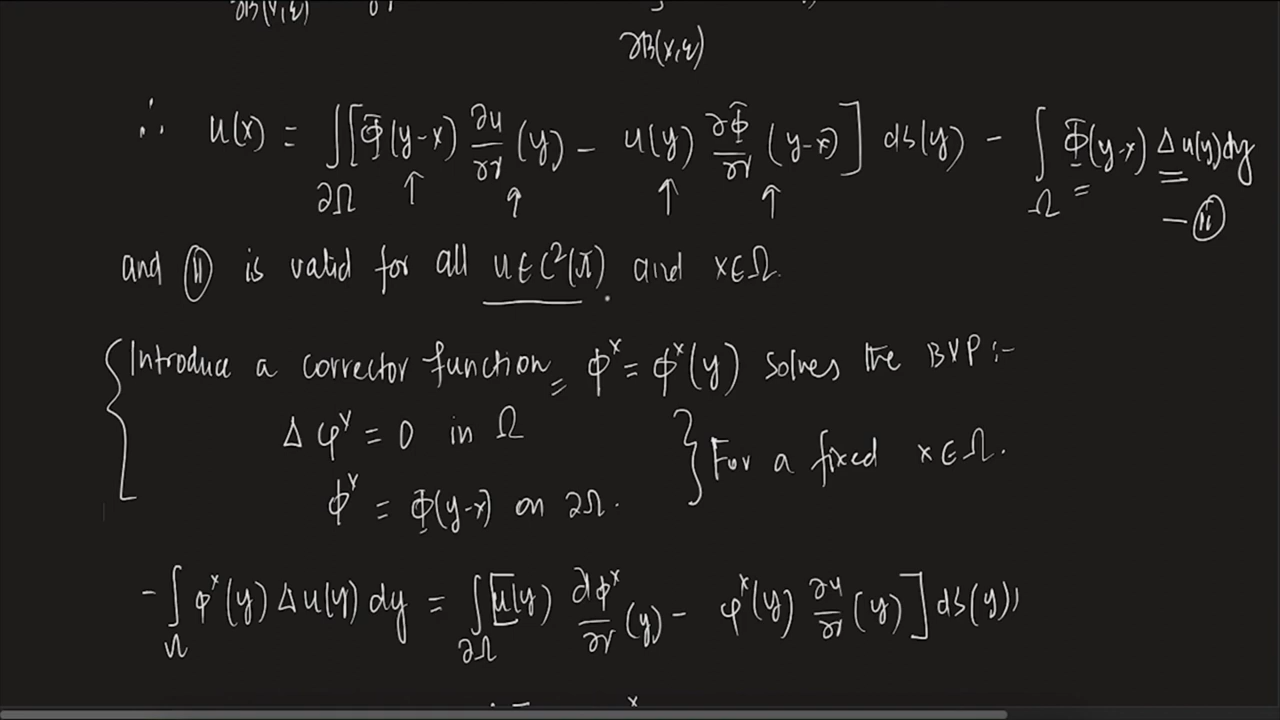 ∂B(x,ε)
∂B(x,ε)
∴ u(x) = ∫_{∂Ω} [Φ(y-x) ∂u/∂γ (y) - u(y) ∂Φ/∂γ (y-x)] ds(y) - ∫_Ω Φ(y-x) Δu(y)dy
- (ii)
and (ii) is valid for all u∈C²(Ω̄) and x∈Ω.
Introduce a corrector function, ϕˣ = ϕˣ(y) solves the BVP :-
Δφˣ = 0 in Ω
ϕˣ = Φ(y-x) on ∂Ω. } For a fixed x∈Ω.
- ∫_Ω φˣ(y) Δu(y) dy = ∫_{∂Ω} [u(y) ∂ϕˣ/∂γ (y) - φˣ(y) ∂u/∂γ (y)] ds(y)